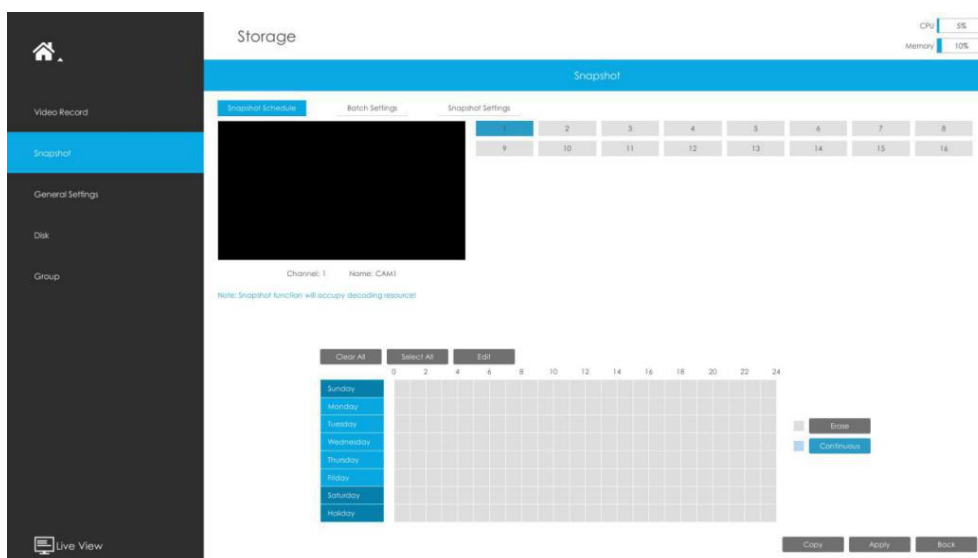 Storage
CPU 5%
Memory 10%
Snapshot
Video Record
Snapshot
General Settings
Disk
Group
Live View
Snapshot Schedule Batch Settings Snapshot Settings
1 2 3 4 5 6 7 8
9 10 11 12 13 14 15 16
Channel: 1 Name: CAM1
Note: Snapshot function will occupy decoding resource!
Clear All Select All Edit
0 2 4 6 8 10 12 14 16 18 20 22 24
Sunday
Monday
Tuesday
Wednesday
Thursday
Friday
Saturday
Holiday
Erase
Continuous
Copy Apply Back